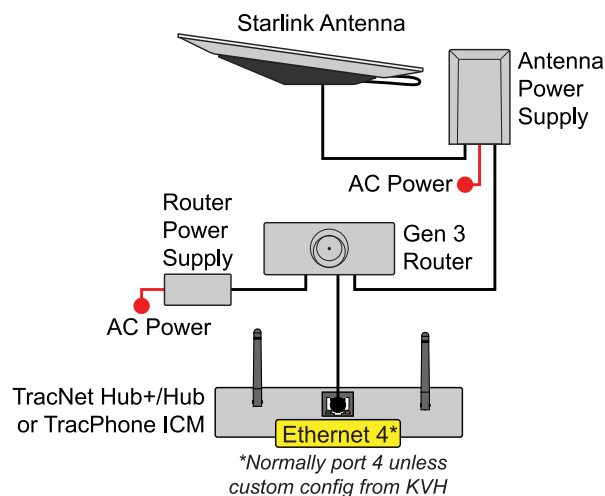 Starlink Antenna
Antenna
Power
Supply
AC Power
Router
Power
Supply
Gen 3
Router
AC Power
TracNet Hub+/Hub
or TracPhone ICM
Ethernet 4*
*Normally port 4 unless
custom config from KVH